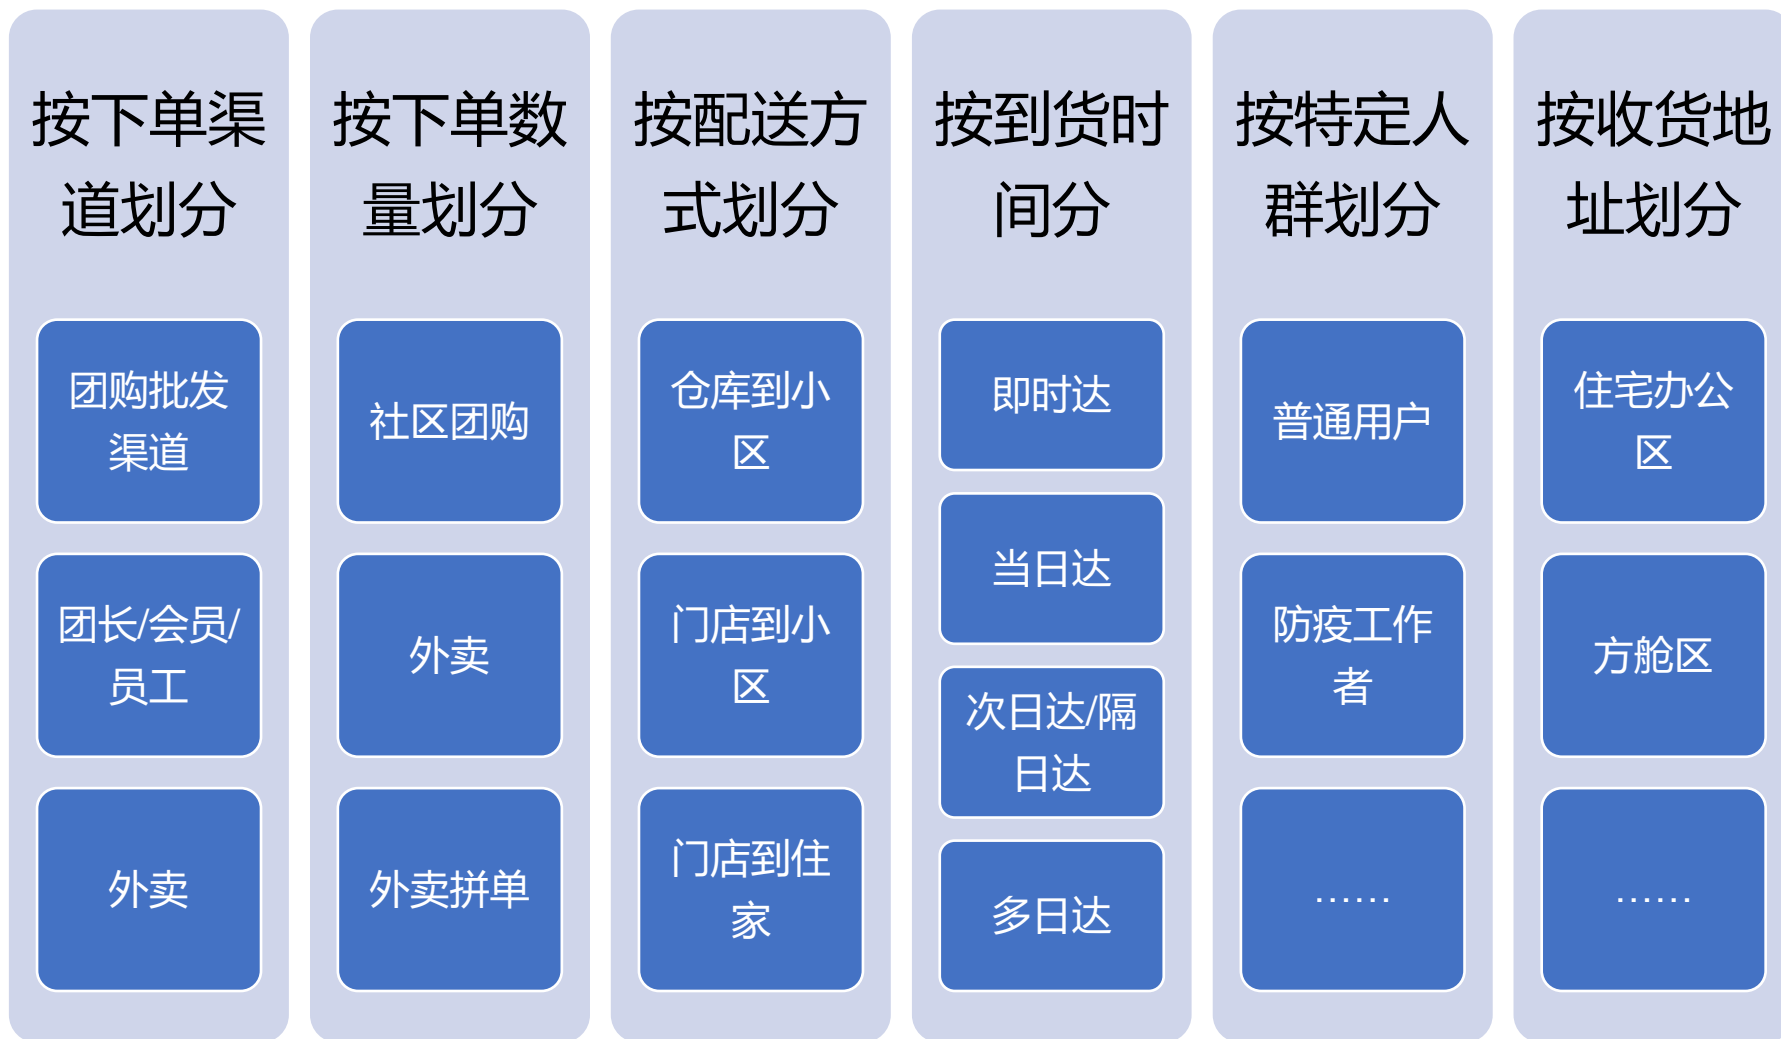 按下单渠
道划分
团购批发
渠道
团长/会员/
员工
外卖
按下单数
量划分
社区团购
外卖
外卖拼单
按配送方
式划分
仓库到小
区
门店到小
区
门店到住
家
按到货时
间分
即时达
当日达
次日达/隔
日达
多日达
按特定人
群划分
普通用户
防疫工作
者
……
按收货地
址划分
住宅办公
区
方舱区
……